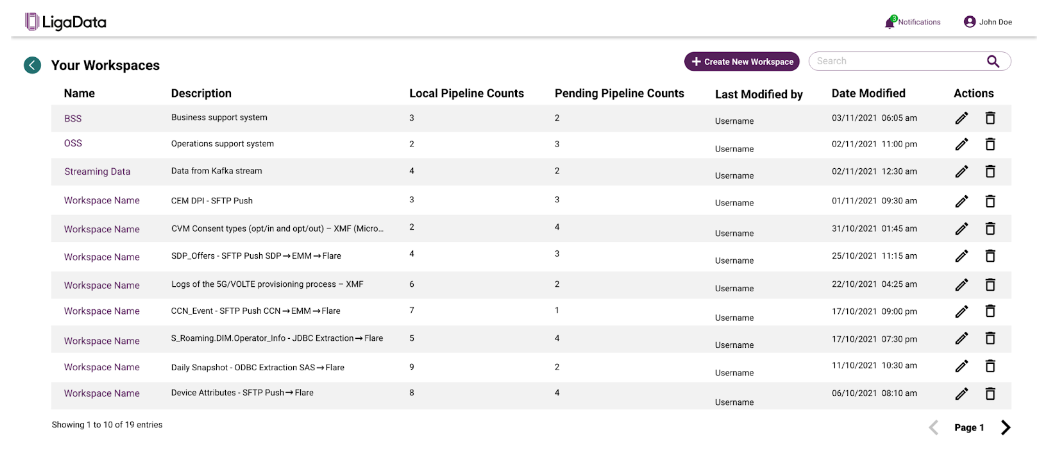 LigaData
3 Notifications John Doe
Your Workspaces + Create New Workspace Search
Name Description Local Pipeline Counts Pending Pipeline Counts Last Modified by Date Modified Actions
BSS Business support system 3 2 Username 03/11/2021 06:05 am
OSS Operations support system 2 3 Username 02/11/2021 11:00 pm
Streaming Data Data from Kafka stream 4 2 Username 02/11/2021 12:30 am
Workspace Name CEM DPI - SFTP Push 3 3 Username 01/11/2021 09:30 am
Workspace Name CVM Consent types (opt/in and opt/out) – XMF (Micro... 2 4 Username 31/10/2021 01:45 am
Workspace Name SDP_Offers - SFTP Push SDP→EMM→Flare 4 3 Username 25/10/2021 11:15 am
Workspace Name Logs of the 5G/VOLTE provisioning process – XMF 6 2 Username 22/10/2021 04:25 am
Workspace Name CCN_Event - SFTP Push CCN→EMM→Flare 7 1 Username 17/10/2021 09:00 pm
Workspace Name S_Roaming.DIM.Operator_Info - JDBC Extraction→Flare 5 4 Username 17/10/2021 07:30 pm
Workspace Name Daily Snapshot - ODBC Extraction SAS→Flare 9 2 Username 11/10/2021 10:30 am
Workspace Name Device Attributes - SFTP Push→Flare 8 4 Username 06/10/2021 08:10 am
Showing 1 to 10 of 19 entries Page 1